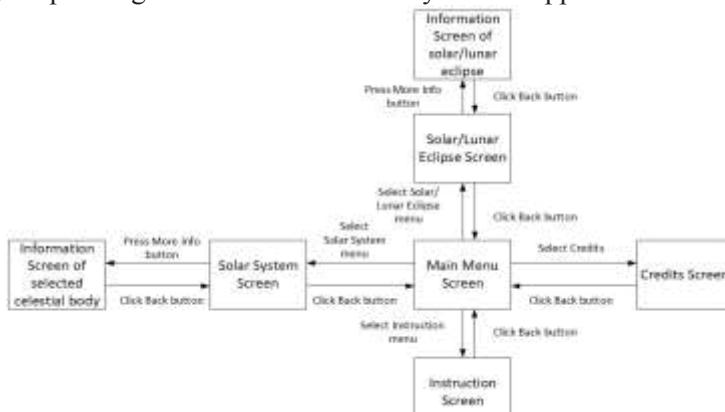 Information
Screen of
solar/lunar
eclipse
Press More Info
button
Click Back button
Solar/Lunar
Eclipse Screen
Select Solar/
Lunar Eclipse
menu
Click Back button
Information
Screen of
selected
celestial body
Press More Info
button
Click Back button
Solar System
Screen
Select
Solar System
menu
Click Back button
Main Menu
Screen
Select Credits
Click Back button
Credits Screen
Select Instruction
menu
Click Back button
Instruction
Screen